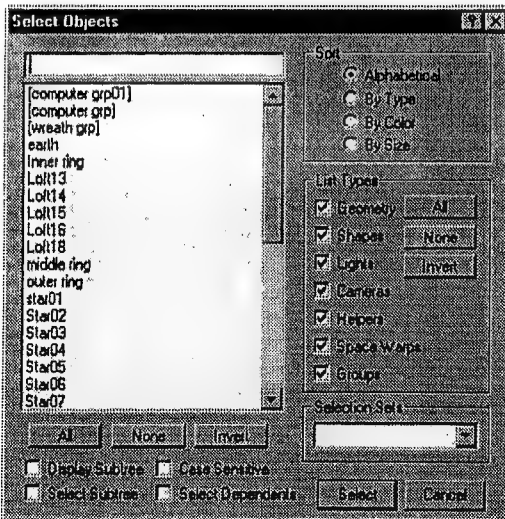 Select Objects
[computer grp01]
[computer grp]
[wreath grp]
earth
Inner ring
Loft13
Loft14
Loft15
Loft16
Loft18
middle ring
outer ring
star01
Star02
Star03
Star04
Star05
Star06
Star07
All None Invert
Display Subtree Case Sensitive
Select Subtree Select Dependents
Sort
Alphabetical
By Type
By Color
By Size
List Types
Geometry All
Shapes None
Lights Invert
Cameras
Helpers
Space Warps
Groups
Selection Sets
Select Cancel